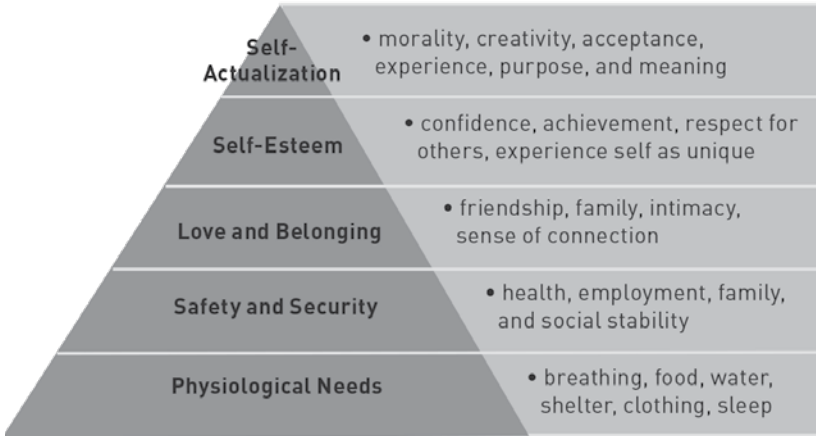 Self-
Actualization
• morality, creativity, acceptance,
experience, purpose, and meaning
Self-Esteem
• confidence, achievement, respect for
others, experience self as unique
Love and Belonging
• friendship, family, intimacy,
sense of connection
Safety and Security
• health, employment, family,
and social stability
Physiological Needs
• breathing, food, water,
shelter, clothing, sleep